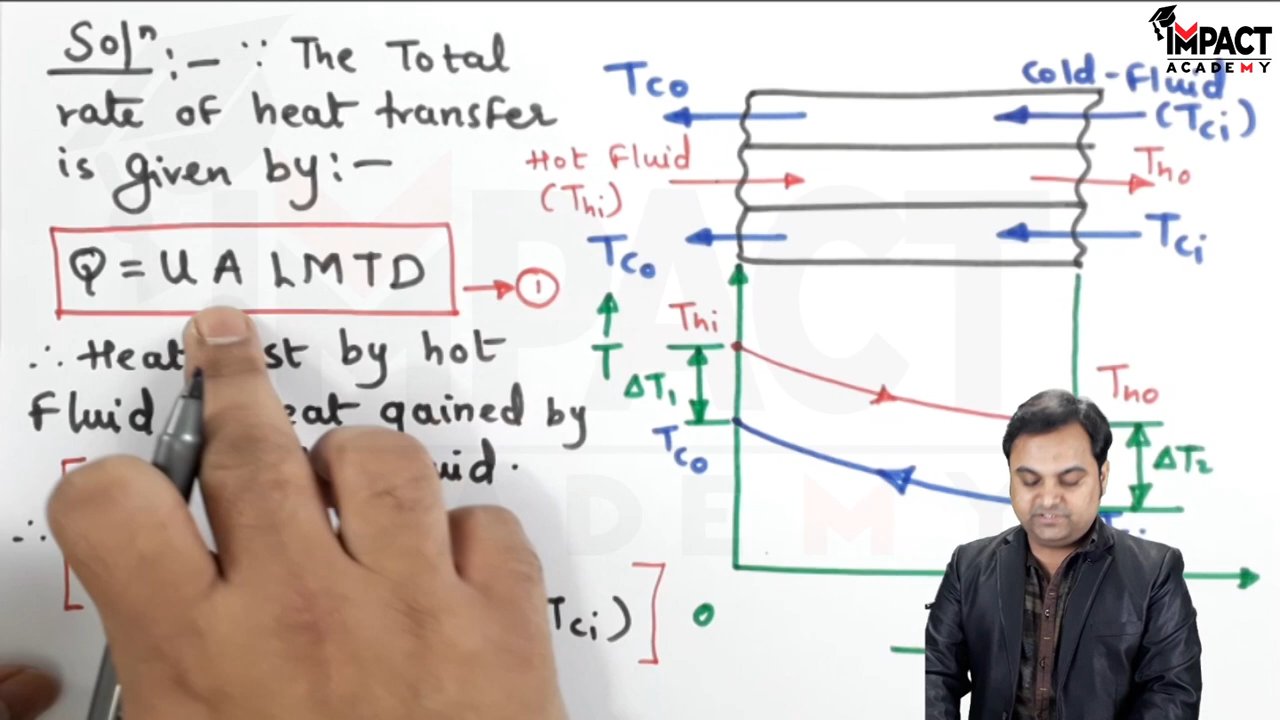 Solⁿ :- ∵ The Total
rate of heat transfer
is given by :-
Q = U A LMTD → ①
∴ Heat st by hot
Fluid eat gained by
uid.
∴
Tci) ]
IMPACT
ACADEMY
Cold-Fluid
(Tci)
Tco
Hot Fluid
(Thi)
Tho
Tco
Tci
T
Thi
ΔT₁
Tco
Tho
ΔT₂
IMPACT
ACADEMY